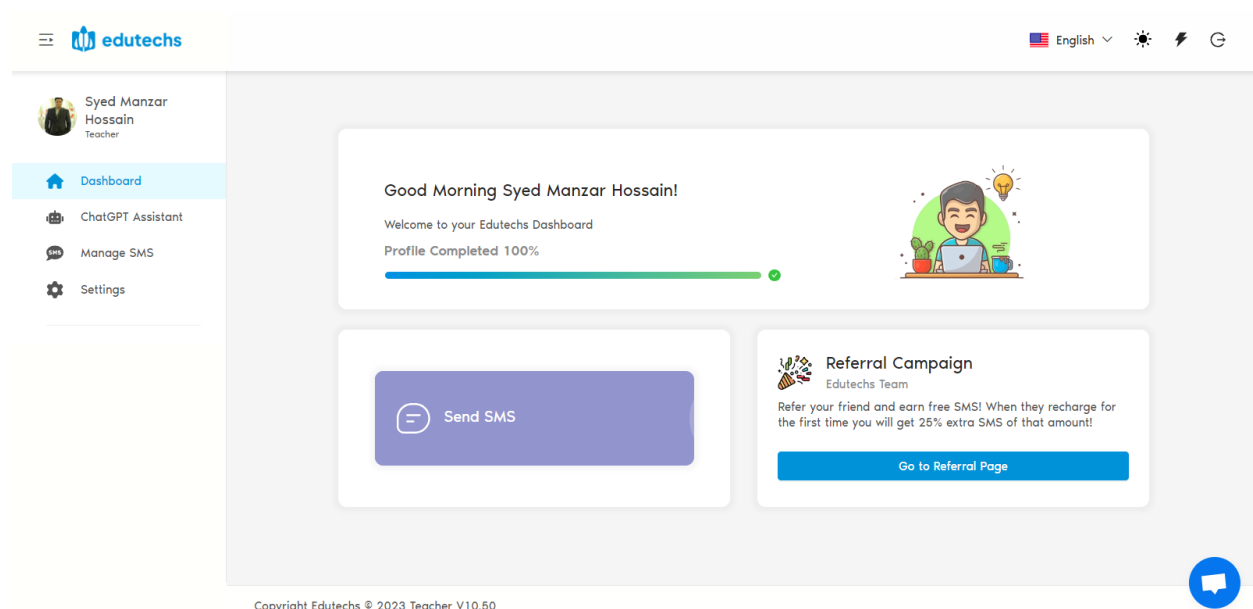 edutechs
English
Syed Manzar
Hossain
Teacher
Dashboard
ChatGPT Assistant
SMS
Manage SMS
Settings
Good Morning Syed Manzar Hossain!
Welcome to your Edutechs Dashboard
Profile Completed 100%
Send SMS
Referral Campaign
Edutechs Team
Refer your friend and earn free SMS! When they recharge for
the first time you will get 25% extra SMS of that amount!
Go to Referral Page
Copyright Edutechs © 2023 Teacher V10.50